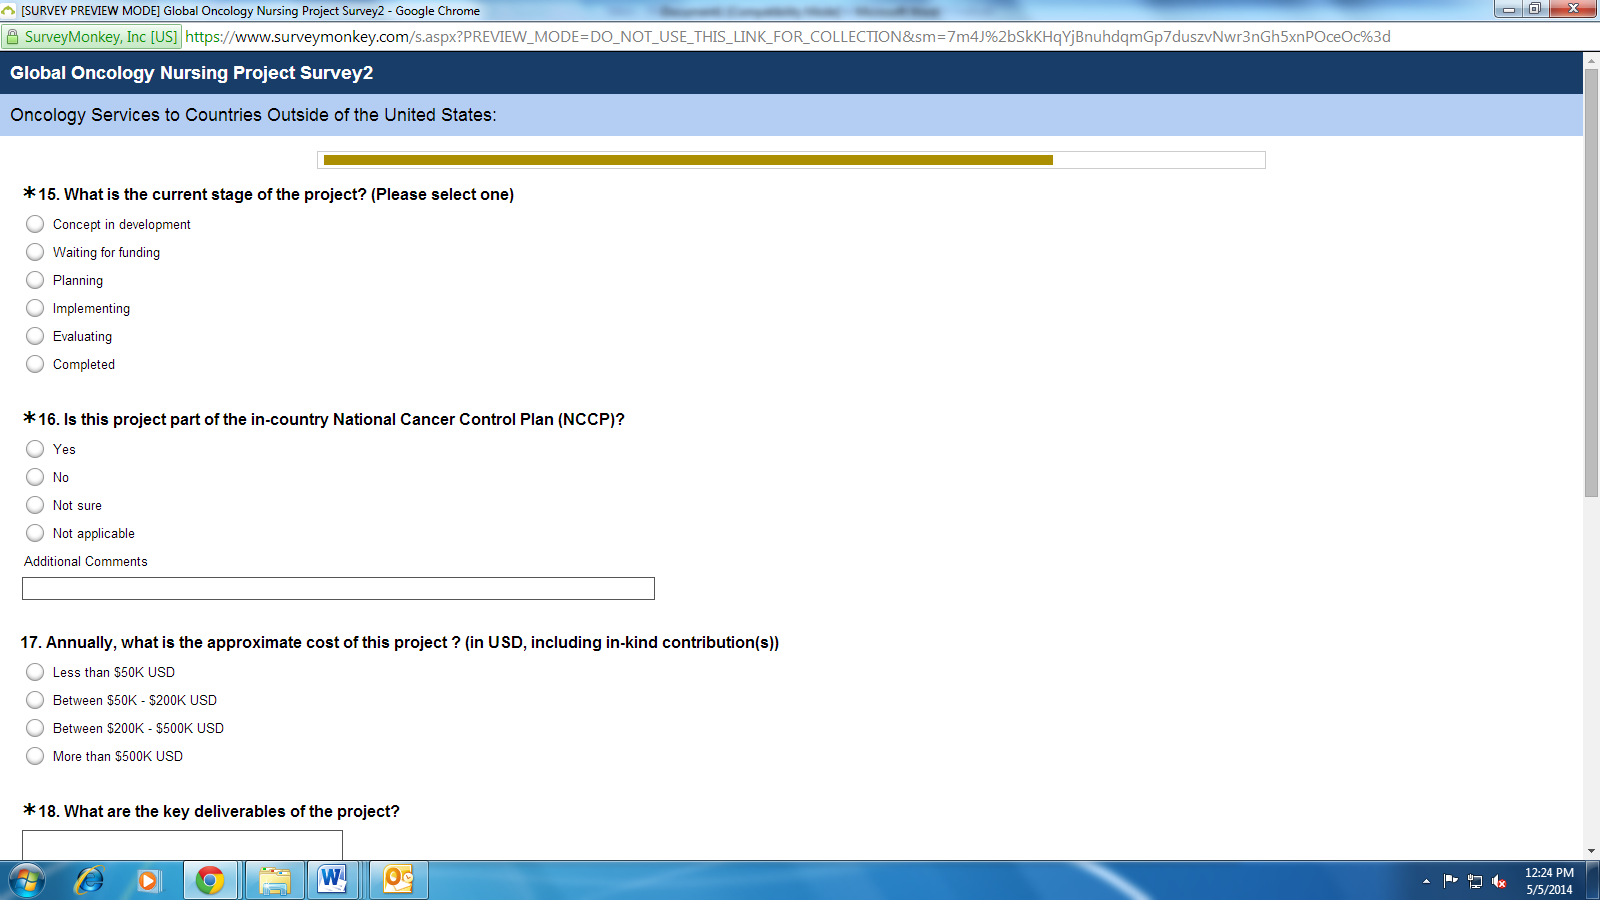 [SURVEY PREVIEW MODE] Global Oncology Nursing Project Survey2 - Google Chrome
SurveyMonkey, Inc [US] https://www.surveymonkey.com/s.aspx?PREVIEW_MODE=DO_NOT_USE_THIS_LINK_FOR_COLLECTION&sm=7m4J%2bSkKHqYjBnuhdqmGp7duszvNwr3nGh5xnPOceOc%3d
Global Oncology Nursing Project Survey2
Oncology Services to Countries Outside of the United States:
*15. What is the current stage of the project? (Please select one)
Concept in development
Waiting for funding
Planning
Implementing
Evaluating
Completed
*16. Is this project part of the in-country National Cancer Control Plan (NCCP)?
Yes
No
Not sure
Not applicable
Additional Comments
17. Annually, what is the approximate cost of this project ? (in USD, including in-kind contribution(s))
Less than $50K USD
Between $50K - $200K USD
Between $200K - $500K USD
More than $500K USD
*18. What are the key deliverables of the project?
12:24 PM
5/5/2014